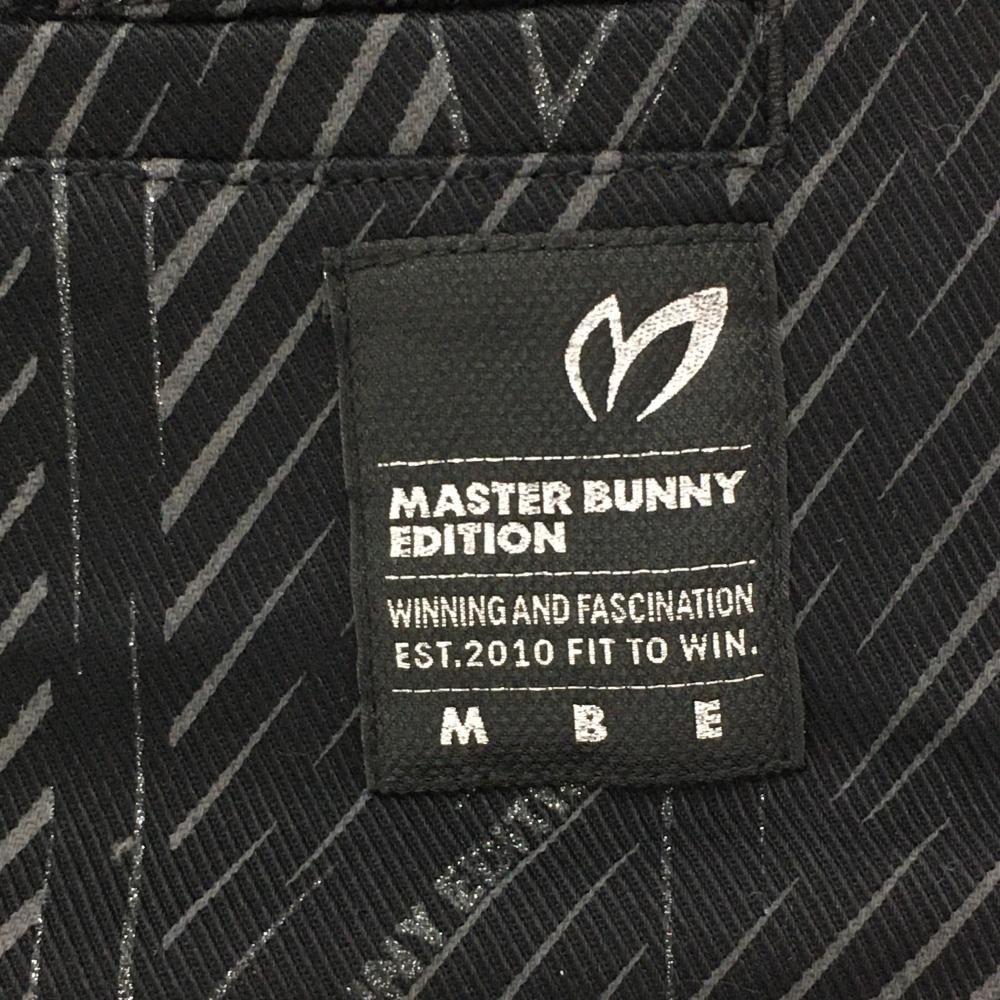 MASTER BUNNY
EDITION
WINNING AND FASCINATION
EST.2010 FIT TO WIN.
M B E